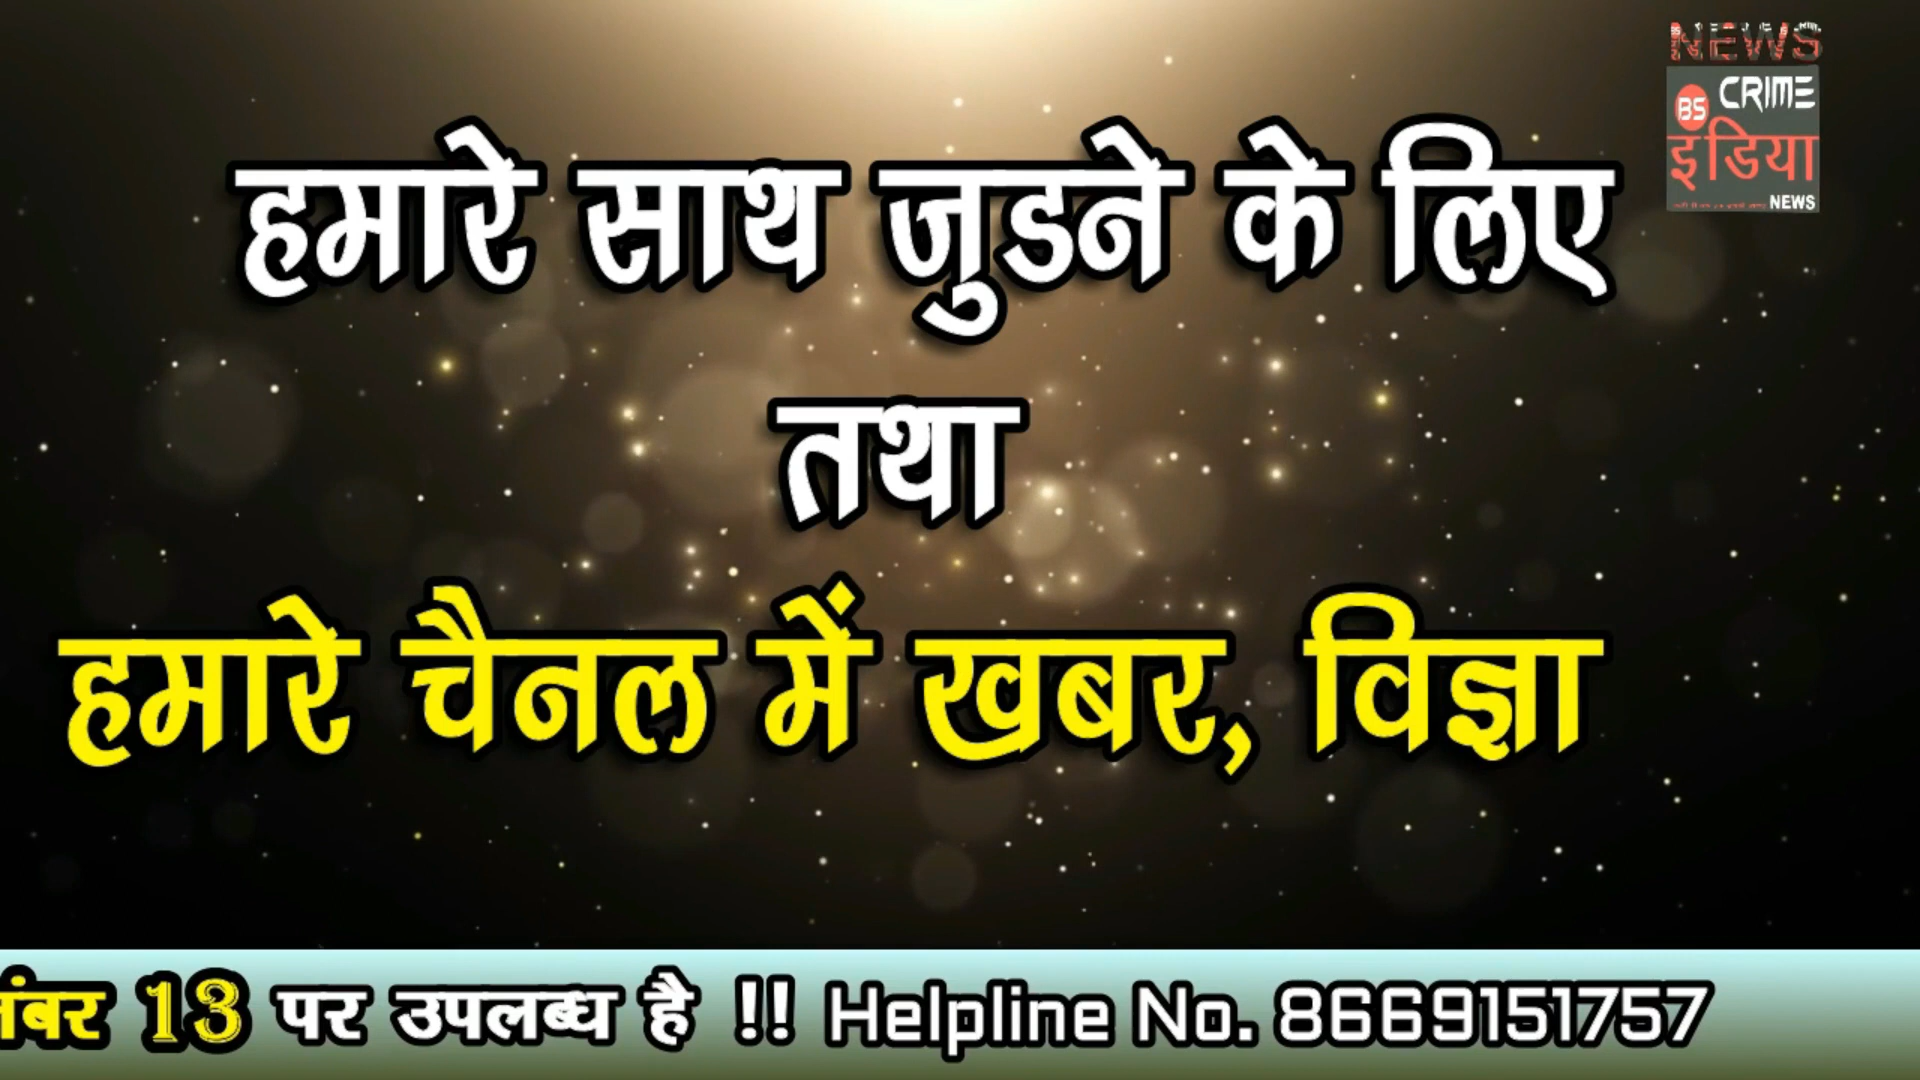 NEWS
BS CRIME
इंडिया
NEWS
हमारे साथ जुडने के लिए
तथा
हमारे चैनल में खबर, विज्ञा
नंबर 13 पर उपलब्ध है !! Helpline No. 8669151757